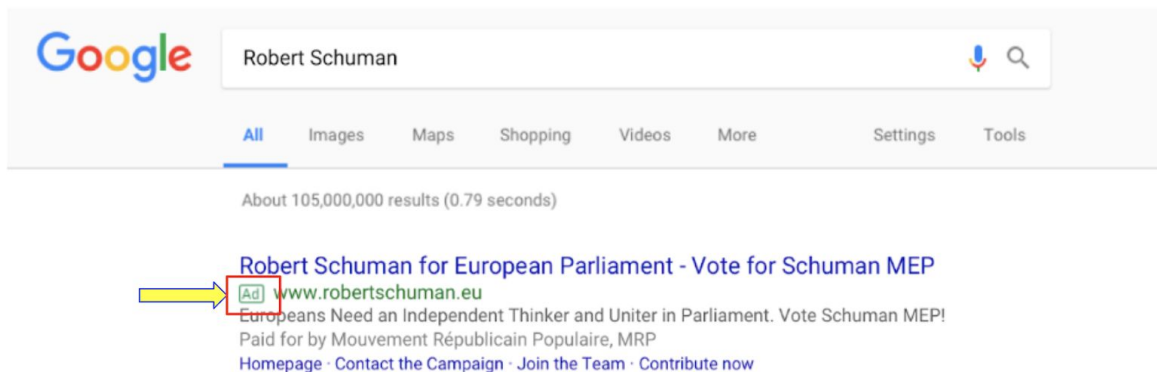 Google
Robert Schuman
All Images Maps Shopping Videos More Settings Tools
About 105,000,000 results (0.79 seconds)
Robert Schuman for European Parliament - Vote for Schuman MEP
Ad www.robertschuman.eu
Europeans Need an Independent Thinker and Uniter in Parliament. Vote Schuman MEP!
Paid for by Mouvement Républicain Populaire, MRP
Homepage · Contact the Campaign · Join the Team · Contribute now